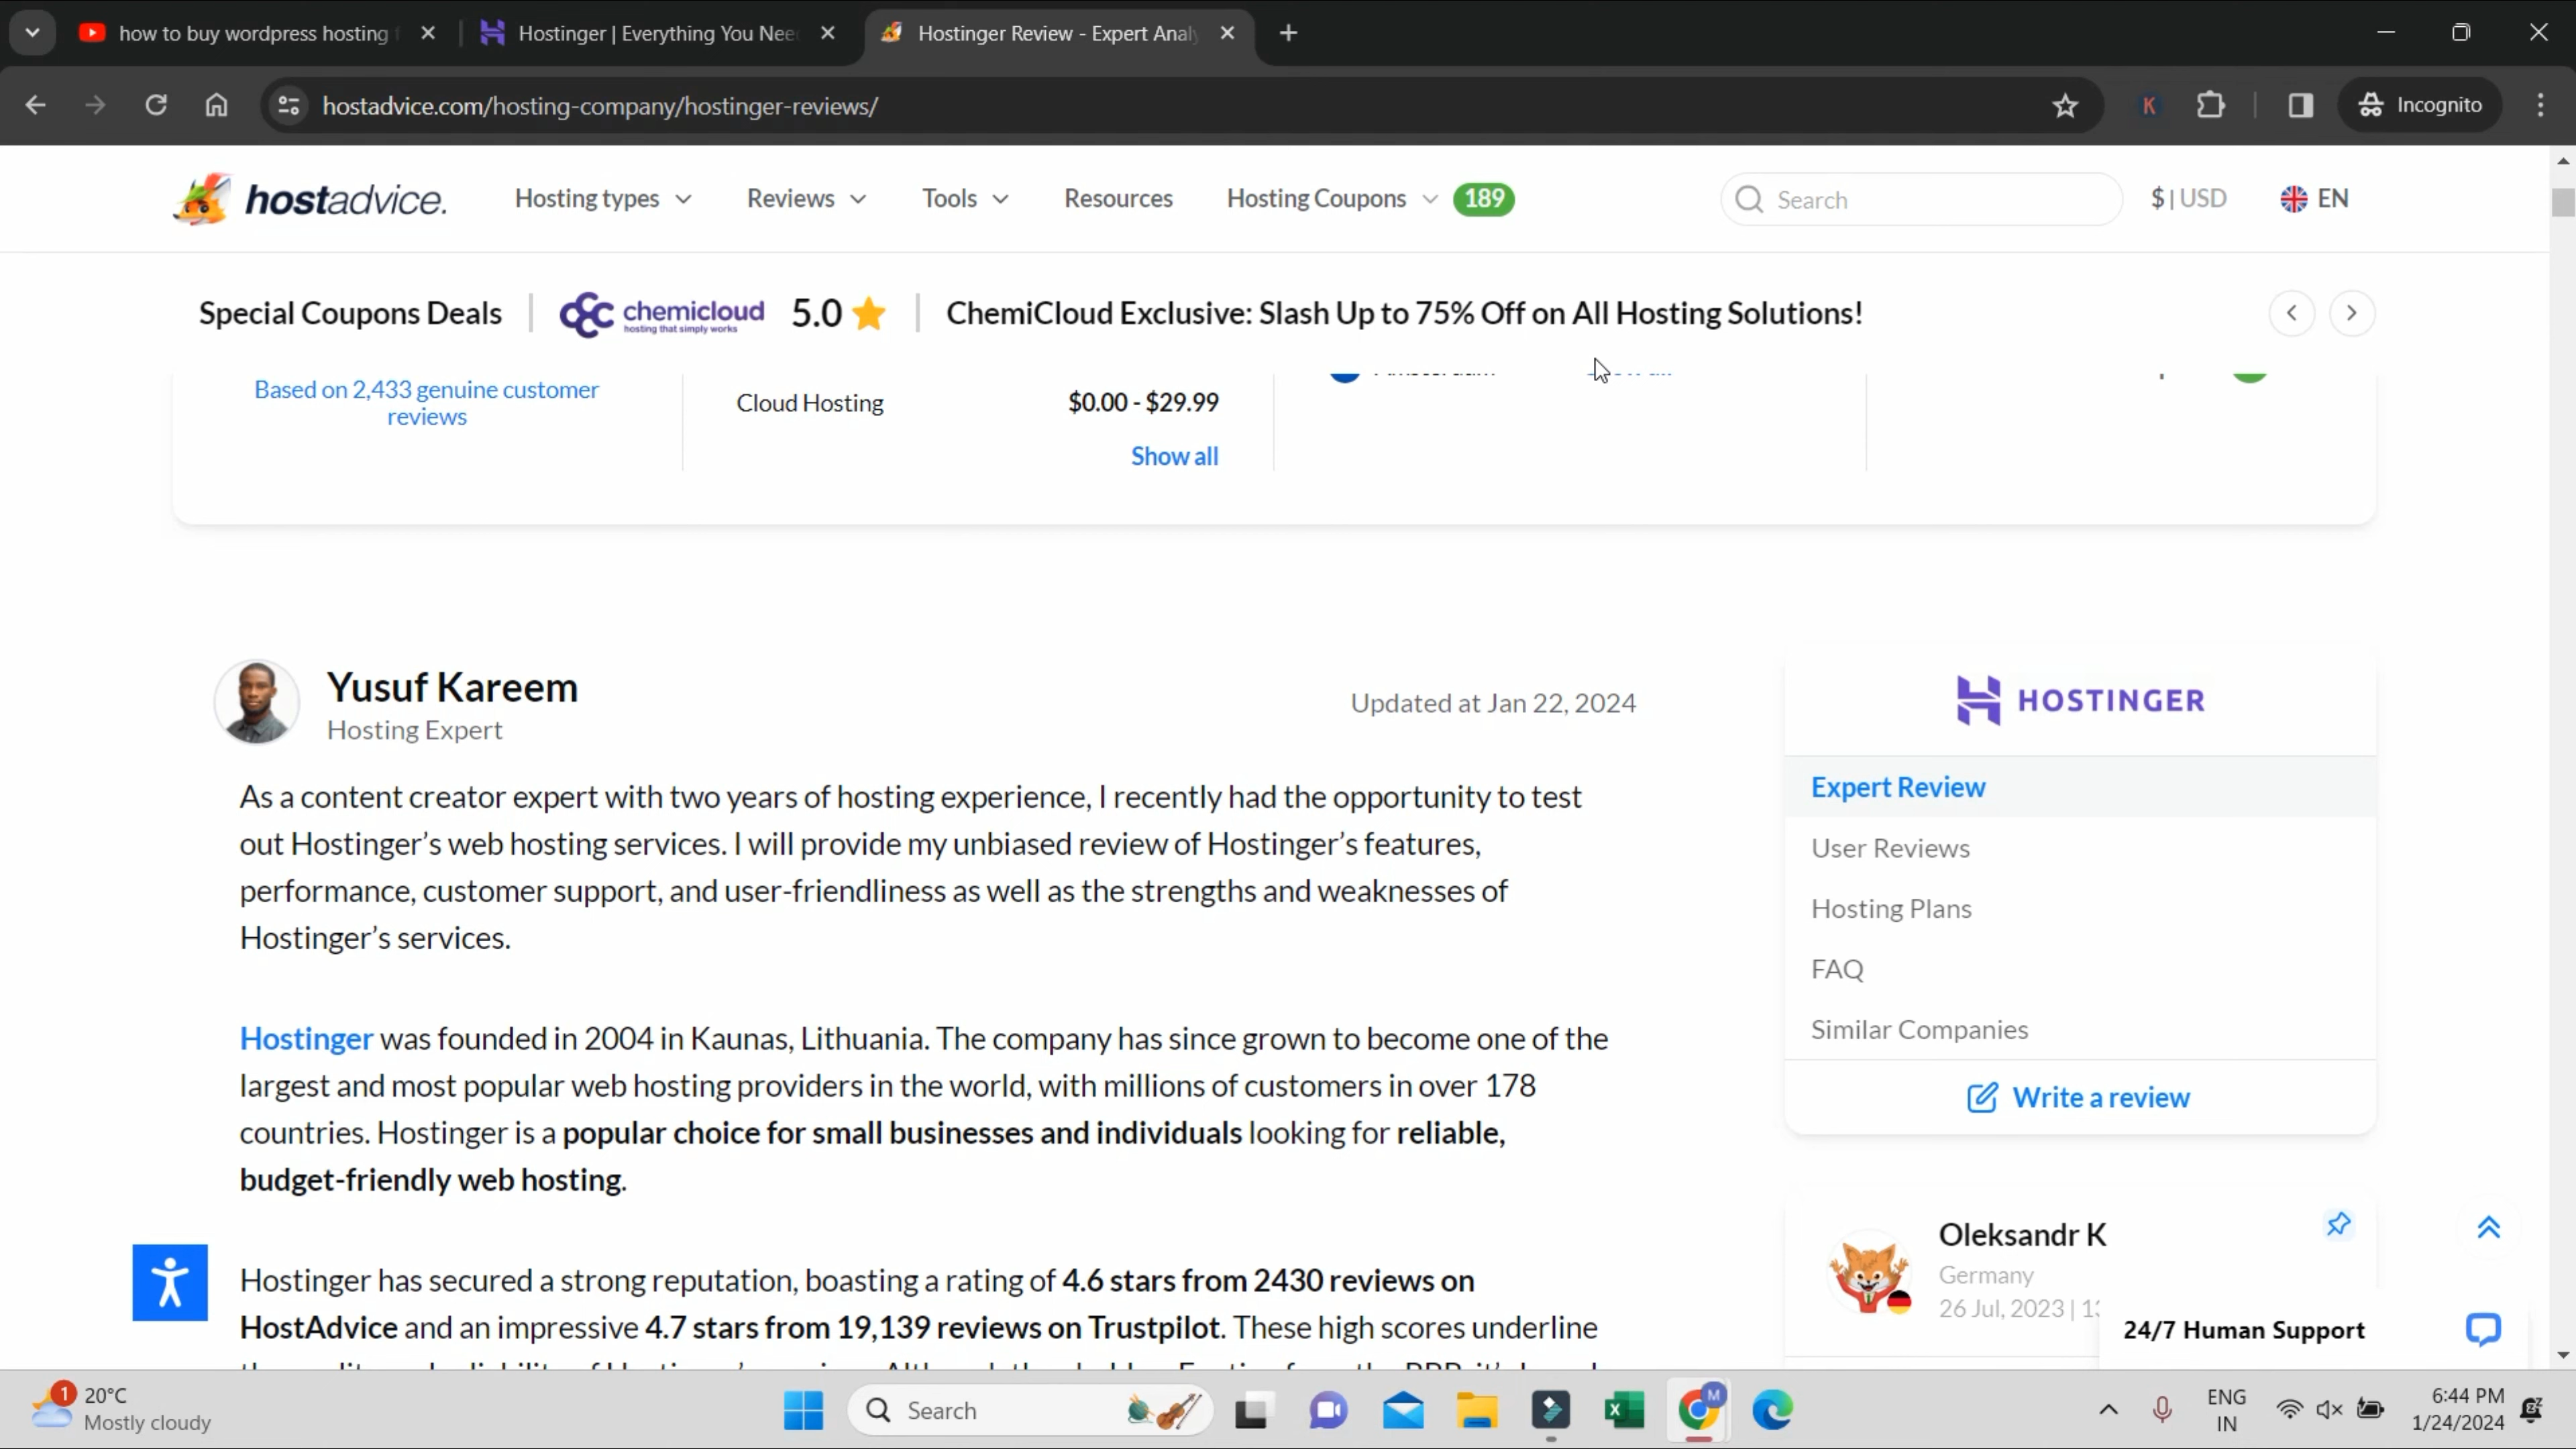 how to buy wordpress hosting
Hostinger | Everything You Nee
Hostinger Review - Expert Analy
hostadvice.com/hosting-company/hostinger-reviews/
K
Incognito
hostadvice.
Hosting types
Reviews
Tools
Resources
Hosting Coupons
189
Search
$ | USD
EN
Special Coupons Deals
chemicloud
hosting that simply works
5.0
ChemiCloud Exclusive: Slash Up to 75% Off on All Hosting Solutions!
Based on 2,433 genuine customer
reviews
Cloud Hosting
$0.00 - $29.99
Show all
Yusuf Kareem
Hosting Expert
Updated at Jan 22, 2024
As a content creator expert with two years of hosting experience, I recently had the opportunity to test
out Hostinger’s web hosting services. I will provide my unbiased review of Hostinger’s features,
performance, customer support, and user-friendliness as well as the strengths and weaknesses of
Hostinger’s services.
Hostinger was founded in 2004 in Kaunas, Lithuania. The company has since grown to become one of the
largest and most popular web hosting providers in the world, with millions of customers in over 178
countries. Hostinger is a popular choice for small businesses and individuals looking for reliable,
budget-friendly web hosting.
Hostinger has secured a strong reputation, boasting a rating of 4.6 stars from 2430 reviews on
HostAdvice and an impressive 4.7 stars from 19,139 reviews on Trustpilot. These high scores underline
HOSTINGER
Expert Review
User Reviews
Hosting Plans
FAQ
Similar Companies
Write a review
Oleksandr K
Germany
26 Jul, 2023 |
24/7 Human Support
1
20°C
Mostly cloudy
Search
M
ENG
IN
6:44 PM
1/24/2024